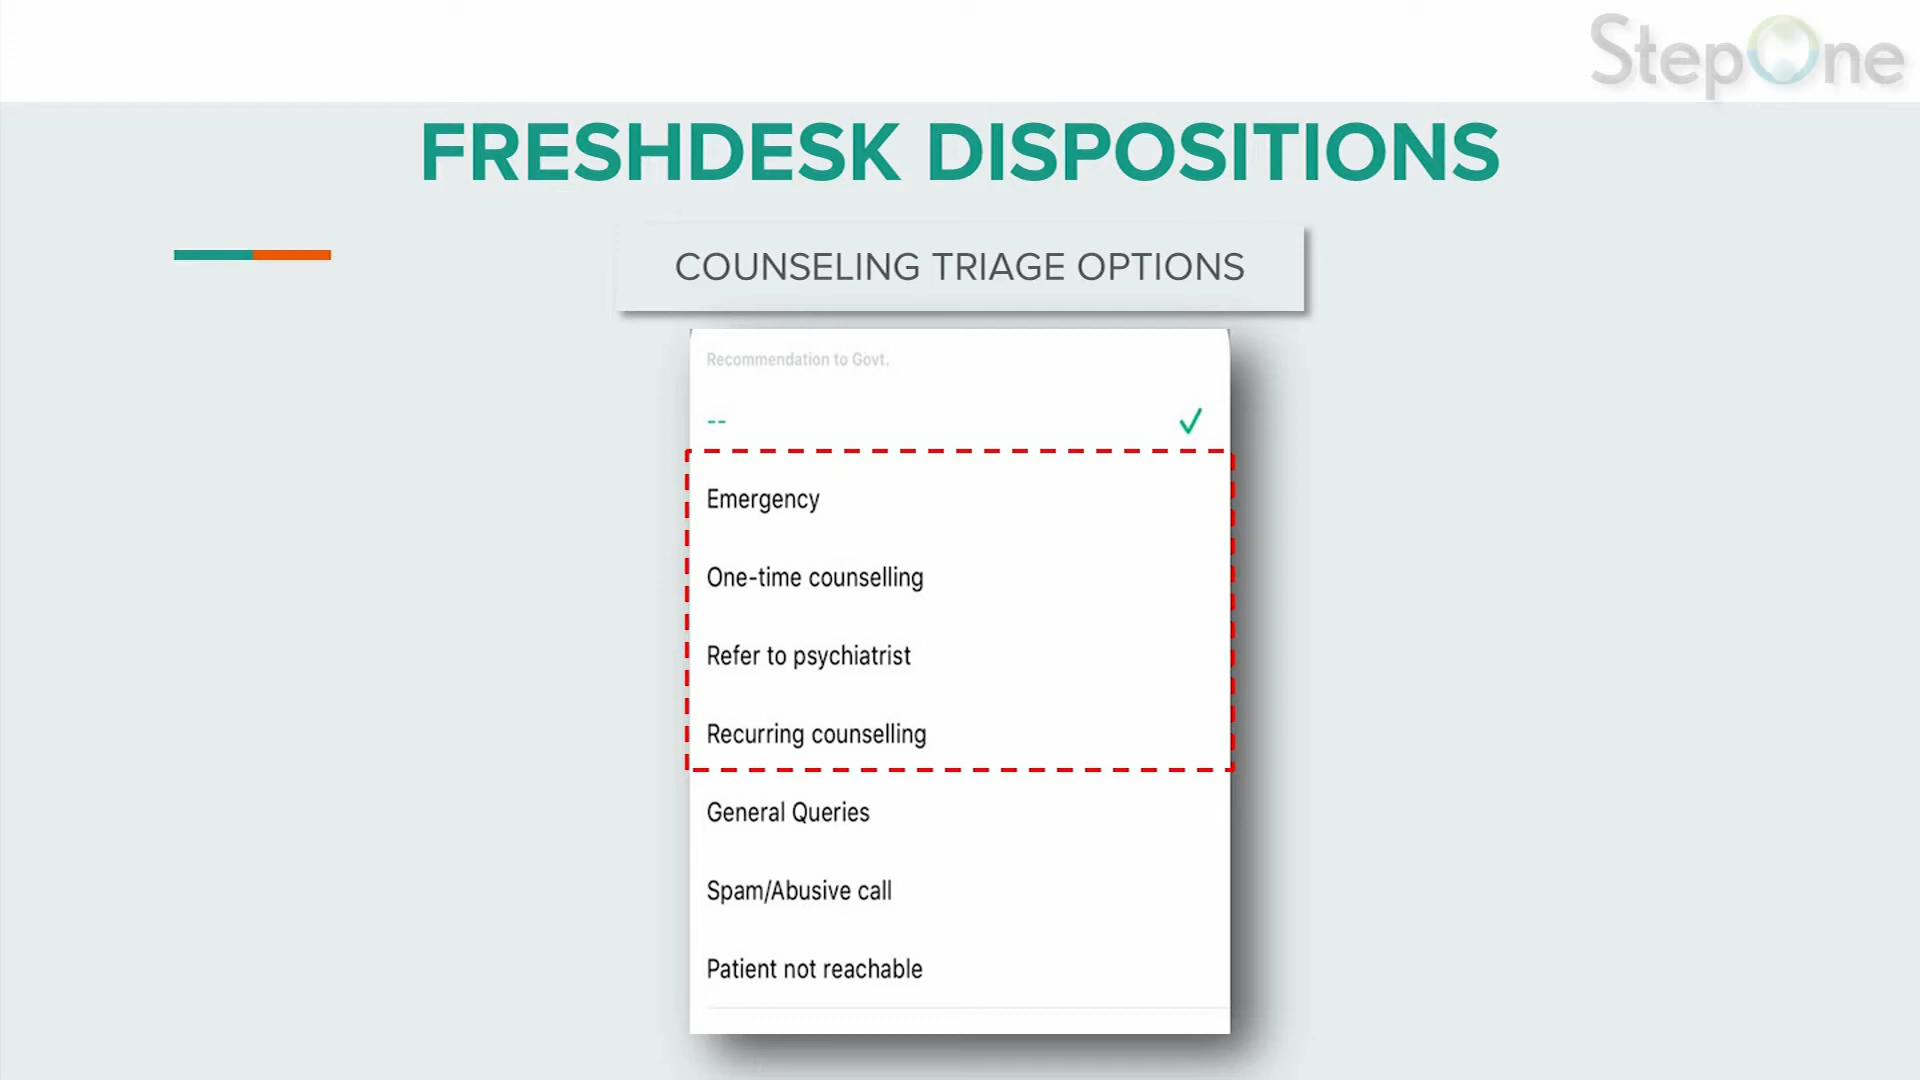 StepOne
FRESHDESK DISPOSITIONS
COUNSELING TRIAGE OPTIONS
Recommendation to Govt.
--
Emergency
One-time counselling
Refer to psychiatrist
Recurring counselling
General Queries
Spam/Abusive call
Patient not reachable